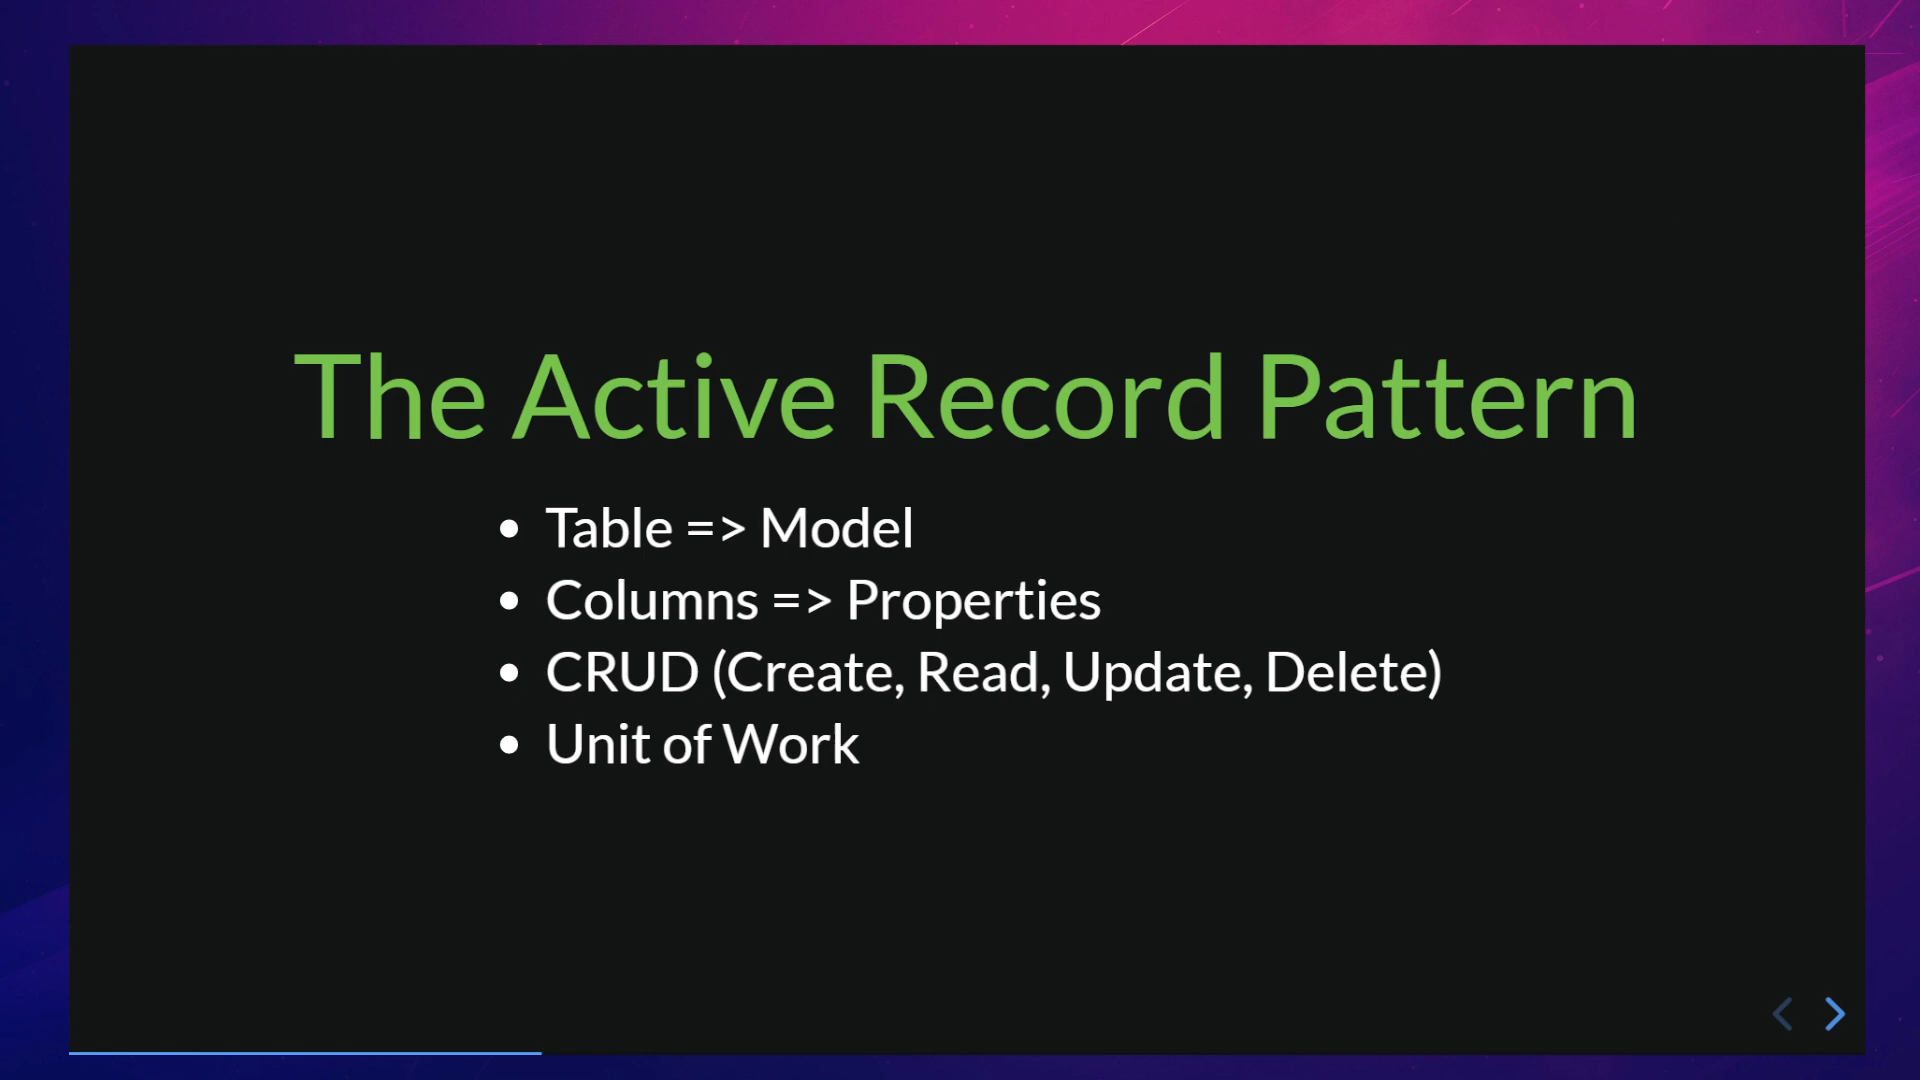 The Active Record Pattern
• Table => Model
• Columns => Properties
• CRUD (Create, Read, Update, Delete)
• Unit of Work